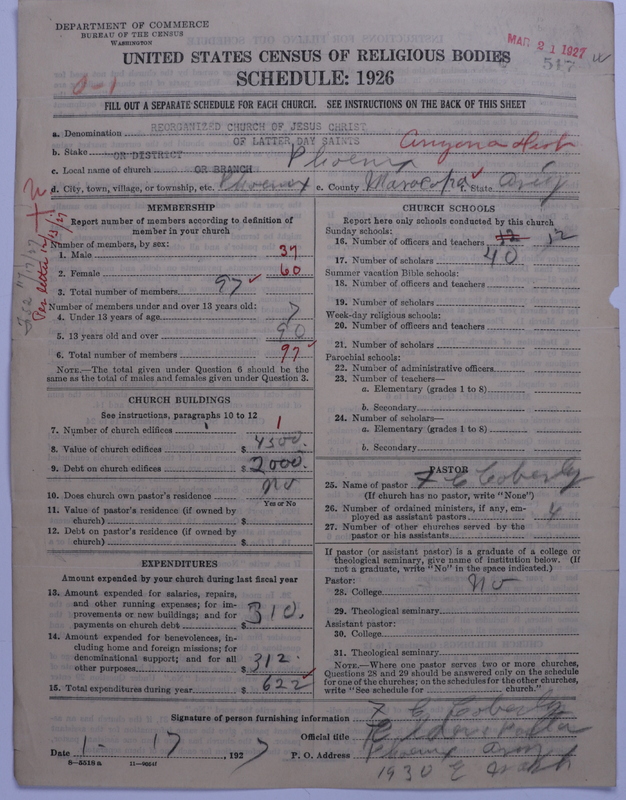 DEPARTMENT OF COMMERCE
BUREAU OF THE CENSUS
WASHINGTON
MAR 21 1927
517
UNITED STATES CENSUS OF RELIGIOUS BODIES
SCHEDULE: 1926
FILL OUT A SEPARATE SCHEDULE FOR EACH CHURCH. SEE INSTRUCTIONS ON THE BACK OF THIS SHEET
a. Denomination REORGANIZED CHURCH OF JESUS CHRIST
OF LATTER DAY SAINTS
b. Stake OR DISTRICT
c. Local name of church OR BRANCH Phoenix
d. City, town, village, or township, etc. Phoenix e. County Maracopa f. State Ariz
MEMBERSHIP
Report number of members according to definition of
member in your church
Number of members, by sex:
1. Male 37
2. Female 60
3. Total number of members 97
Number of members under and over 13 years old:
4. Under 13 years of age 7
5. 13 years old and over 90
6. Total number of members 97
NOTE.—The total given under Question 6 should be the
same as the total of males and females given under Question 3.
CHURCH BUILDINGS
See instructions, paragraphs 10 to 12
7. Number of church edifices 1
8. Value of church edifices $ 4500.
9. Debt on church edifices $ 2000.
10. Does church own pastor's residence No
Yes or No
11. Value of pastor's residence (if owned by
church) $
12. Debt on pastor's residence (if owned by
church) $
EXPENDITURES
Amount expended by your church during last fiscal year
13. Amount expended for salaries, repairs,
and other running expenses; for im-
provements or new buildings; and for
payments on church debt $ 310.
14. Amount expended for benevolences, in-
cluding home and foreign missions; for
denominational support; and for all
other purposes $ 312.
15. Total expenditures during year $ 622
CHURCH SCHOOLS
Report here only schools conducted by this church
Sunday schools:
16. Number of officers and teachers 12 12
17. Number of scholars 40
Summer vacation Bible schools:
18. Number of officers and teachers
19. Number of scholars
Week-day religious schools:
20. Number of officers and teachers
21. Number of scholars
Parochial schools:
22. Number of administrative officers
23. Number of teachers—
a. Elementary (grades 1 to 8)
b. Secondary
24. Number of scholars—
a. Elementary (grades 1 to 8)
b. Secondary
PASTOR
25. Name of pastor F C Coberly
(If church has no pastor, write "None")
26. Number of ordained ministers, if any, em-
ployed as assistant pastors 4
27. Number of other churches served by the
pastor or his assistants
If pastor (or assistant pastor) is a graduate of a college or
theological seminary, give name of institution below. (If
not a graduate, write "No" in the space indicated.)
Pastor:
28. College No
29. Theological seminary
Assistant pastor:
30. College
31. Theological seminary
NOTE.—Where one pastor serves two or more churches,
Questions 28 and 29 should be answered only on the schedule
for one of the churches; on the schedules for the other churches,
write "See schedule for church."
Signature of person furnishing information F C Coberly
Official title
Date 1 - 17, 1927 P. O. Address Phoenix Ariz
8—5518a
1930 E